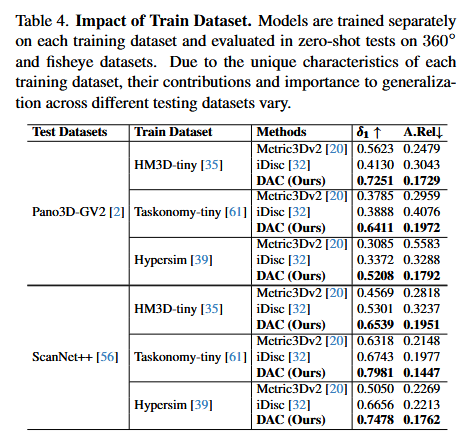 Table 4. Impact of Train Dataset. Models are trained separately
on each training dataset and evaluated in zero-shot tests on 360°
and fisheye datasets. Due to the unique characteristics of each
training dataset, their contributions and importance to generaliza-
tion across different testing datasets vary.
Test Datasets Train Dataset Methods δ1 ↑ A.Rel↓
Metric3Dv2 [20] 0.5623 0.2479
HM3D-tiny [35] iDisc [32] 0.4130 0.3043
DAC (Ours) 0.7251 0.1729
Metric3Dv2 [20] 0.3785 0.2959
Pano3D-GV2 [2] Taskonomy-tiny [61] iDisc [32] 0.3888 0.4076
DAC (Ours) 0.6411 0.1972
Metric3Dv2 [20] 0.3085 0.5583
Hypersim [39] iDisc [32] 0.3372 0.3288
DAC (Ours) 0.5208 0.1792
Metric3Dv2 [20] 0.4569 0.2818
HM3D-tiny [35] iDisc [32] 0.5301 0.3237
DAC (Ours) 0.6539 0.1951
Metric3Dv2 [20] 0.6318 0.2148
ScanNet++ [56] Taskonomy-tiny [61] iDisc [32] 0.6743 0.1977
DAC (Ours) 0.7981 0.1447
Metric3Dv2 [20] 0.5050 0.2269
Hypersim [39] iDisc [32] 0.6656 0.2213
DAC (Ours) 0.7478 0.1762